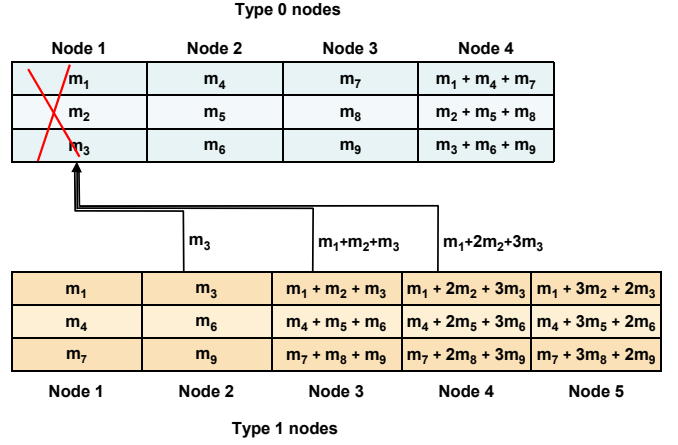 Type 0 nodes
Node 1 Node 2 Node 3 Node 4
m₁ m₄ m₇ m₁ + m₄ + m₇
m₂ m₅ m₈ m₂ + m₅ + m₈
m₃ m₆ m₉ m₃ + m₆ + m₉
m₃ m₁+m₂+m₃ m₁+2m₂+3m₃
m₁ m₃ m₁ + m₂ + m₃ m₁ + 2m₂ + 3m₃ m₁ + 3m₂ + 2m₃
m₄ m₆ m₄ + m₅ + m₆ m₄ + 2m₅ + 3m₆ m₄ + 3m₅ + 2m₆
m₇ m₉ m₇ + m₈ + m₉ m₇ + 2m₈ + 3m₉ m₇ + 3m₈ + 2m₉
Node 1 Node 2 Node 3 Node 4 Node 5
Type 1 nodes